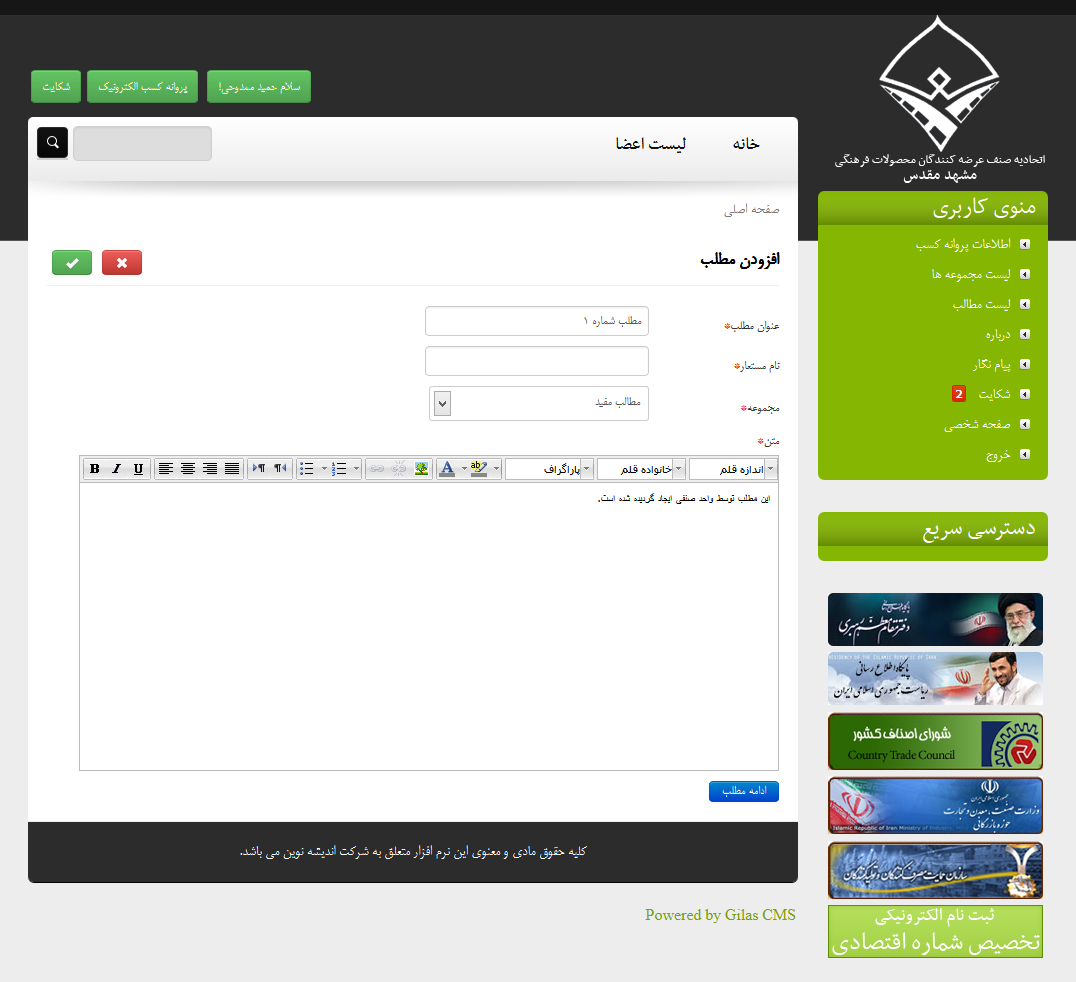 اتحادیه صنف عرضه کنندگان محصولات فرهنگی
مشهد مقدس
سلام حمید ممدوحی!
پروانه کسب الکترونیک
شکایت
خانه
لیست اعضا
صفحه اصلی
افزودن مطلب
عنوان مطلب*
مطلب شماره ۱
نام مستعار*
مجموعه*
مطالب مفید
متن*
B I U
A
ab
پاراگراف
خانواده قلم
اندازه قلم
این مطلب توسط واحد صنفی ایجاد گردیده شده است.
ادامه مطلب
کلیه حقوق مادی و معنوی این نرم افزار متعلق به شرکت اندیشه نوین می باشد.
Powered by Gilas CMS
منوی کاربری
اطلاعات پروانه کسب
لیست مجموعه ها
لیست مطالب
درباره
پیام نگار
شکایت 2
صفحه شخصی
خروج
دسترسی سریع
دفتر مقام معظم رهبری
پایگاه اطلاع رسانی
ریاست جمهوری اسلامی ایران
شورای اصناف کشور
Country Trade Council
جمهوری اسلامی ایران
وزارت صنعت، معدن و تجارت
حوزه بازرگانی
Islamic Republic of Iran Ministry of
سازمان حمایت مصرف کنندگان و تولیدکنندگان
ثبت نام الکترونیکی
تخصیص شماره اقتصادی